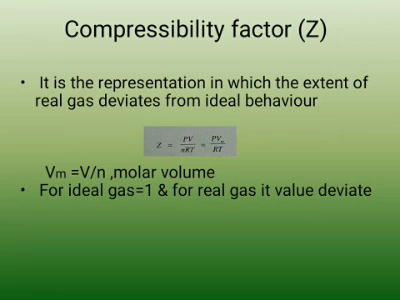 Compressibility factor (Z)
• It is the representation in which the extent of
real gas deviates from ideal behaviour
Z = PV/nRT = PVm/RT
Vm =V/n ,molar volume
• For ideal gas=1 & for real gas it value deviate